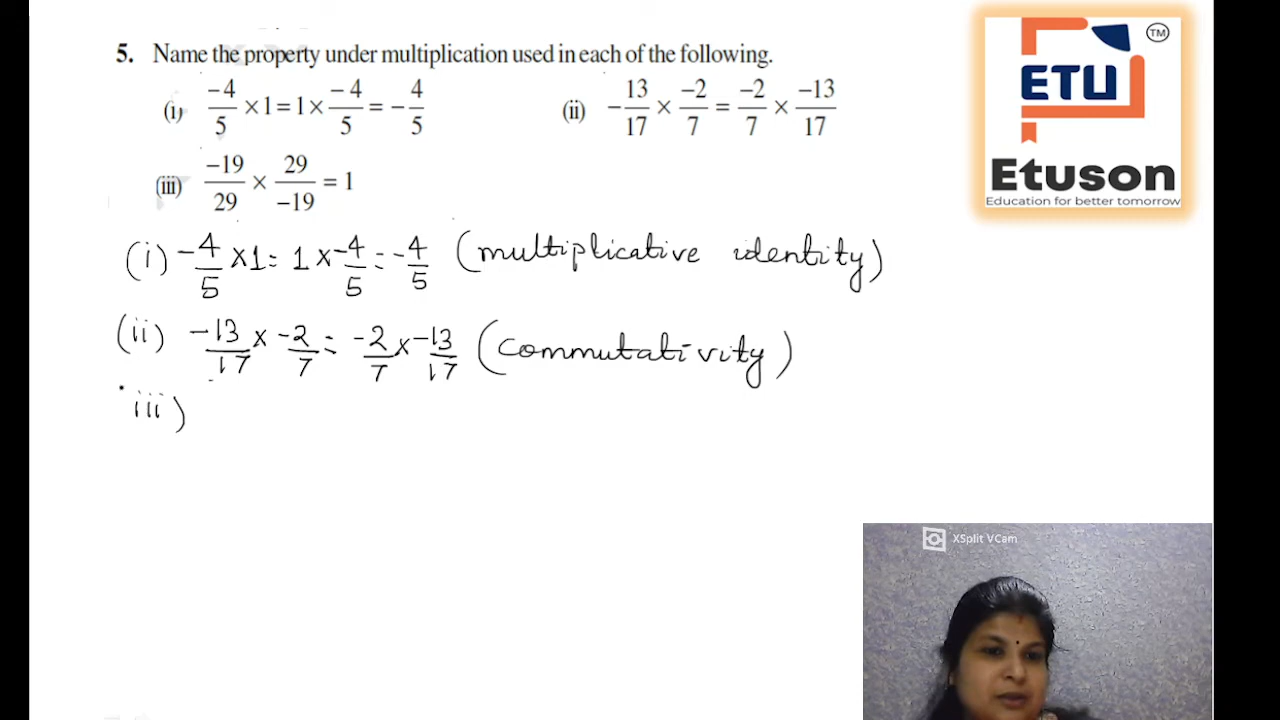 5. Name the property under multiplication used in each of the following.
(i) −4/5 × 1 = 1 × −4/5 = −4/5
(ii) −13/17 × −2/7 = −2/7 × −13/17
(iii) −19/29 × 29/−19 = 1
(i) −4/5 × 1 = 1 × −4/5 = −4/5 (multiplicative identity)
(ii) −13/17 × −2/7 = −2/7 × −13/17 (commutativity)
iii)
TM
ETU
Etuson
Education for better tomorrow
XSplit VCam